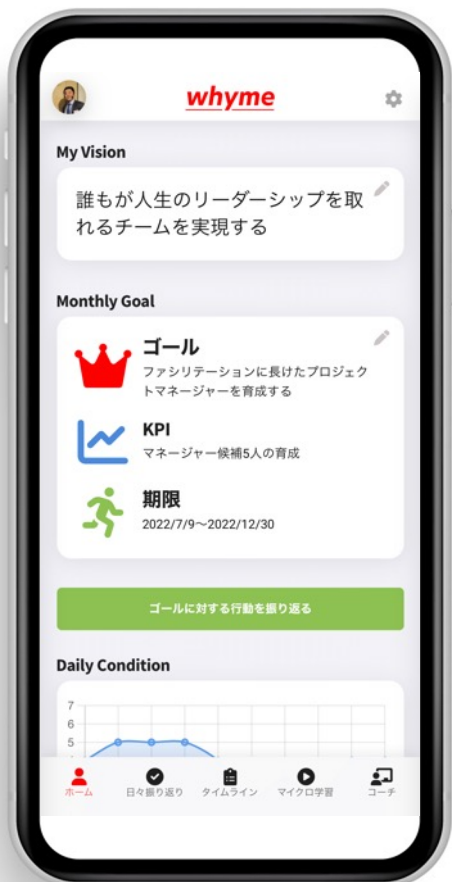 whyme
My Vision
誰もが人生のリーダーシップを取
れるチームを実現する
Monthly Goal
ゴール
ファシリテーションに長けたプロジェク
トマネージャーを育成する
KPI
マネージャー候補5人の育成
期限
2022/7/9〜2022/12/30
ゴールに対する行動を振り返る
Daily Condition
7
6
5
ホーム 日々振り返り タイムライン マイクロ学習 コーチ